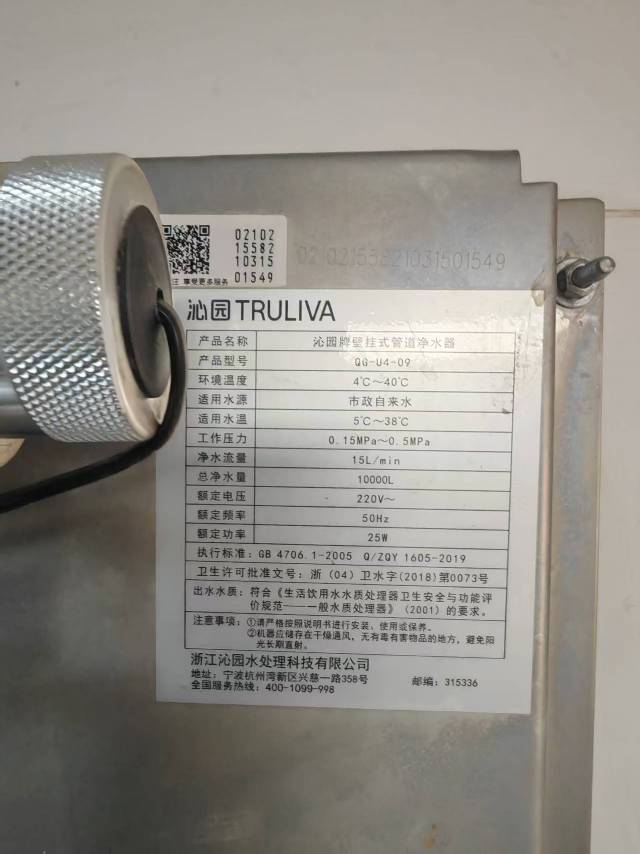 02102
15582
10315
01549
注 享受更多服务
02102155821031501549
沁园TRULIVA
产品名称 沁园牌壁挂式管道净水器
产品型号 QG-U4-09
环境温度 4℃～40℃
适用水源 市政自来水
适用水温 5℃～38℃
工作压力 0.15MPa～0.5MPa
净水流量 15L/min
总净水量 10000L
额定电压 220V～
额定频率 50Hz
额定功率 25W
执行标准: GB 4706.1-2005 Q/ZQY 1605-2019
卫生许可批准文号: 浙 (04) 卫水字(2018)第0073号
出水水质: 符合《生活饮用水水质处理器卫生安全与功能评
价规范———一般水质处理器》(2001) 的要求。
注意事项: ①请严格按照说明书进行安装、使用或保养。
②机器应储存在干燥通风，无有毒有害物品的地方，避免阳
光长期直射。
浙江沁园水处理科技有限公司
地址: 宁波杭州湾新区兴慈一路358号 邮编: 315336
全国服务热线: 400-1099-998